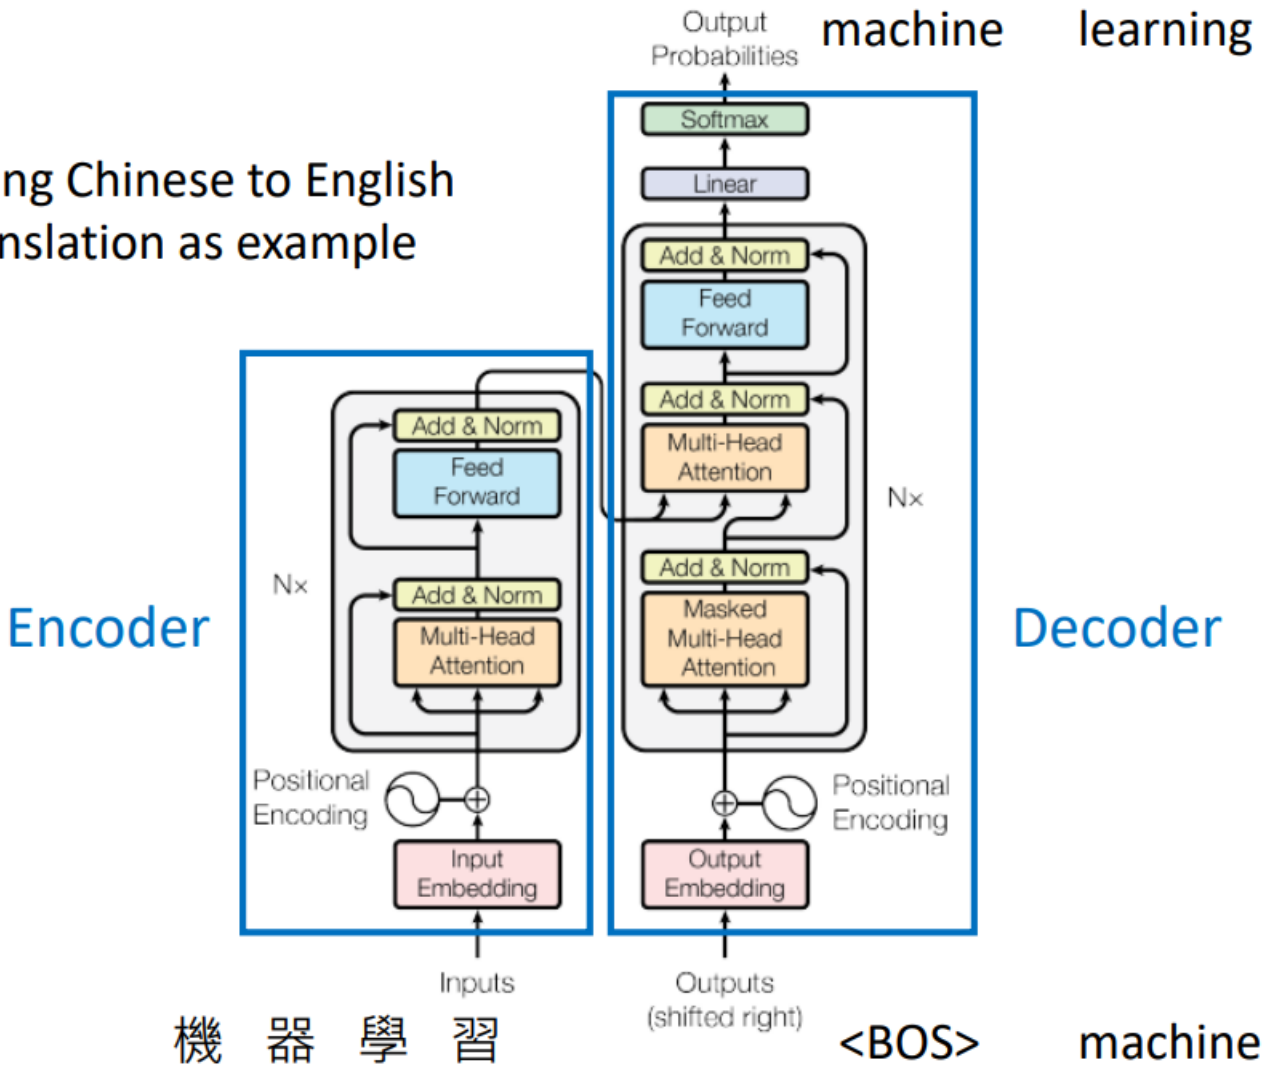 Output
Probabilities
machine learning
Softmax
Linear
ng Chinese to English
nslation as example
Add & Norm
Feed
Forward
Add & Norm
Multi-Head
Attention
Nx
Add & Norm
Masked
Multi-Head
Attention
Decoder
Positional
Encoding
Output
Embedding
Outputs
(shifted right)
<BOS> machine
Add & Norm
Feed
Forward
Nx
Add & Norm
Multi-Head
Attention
Encoder
Positional
Encoding
Input
Embedding
Inputs
機 器 學 習